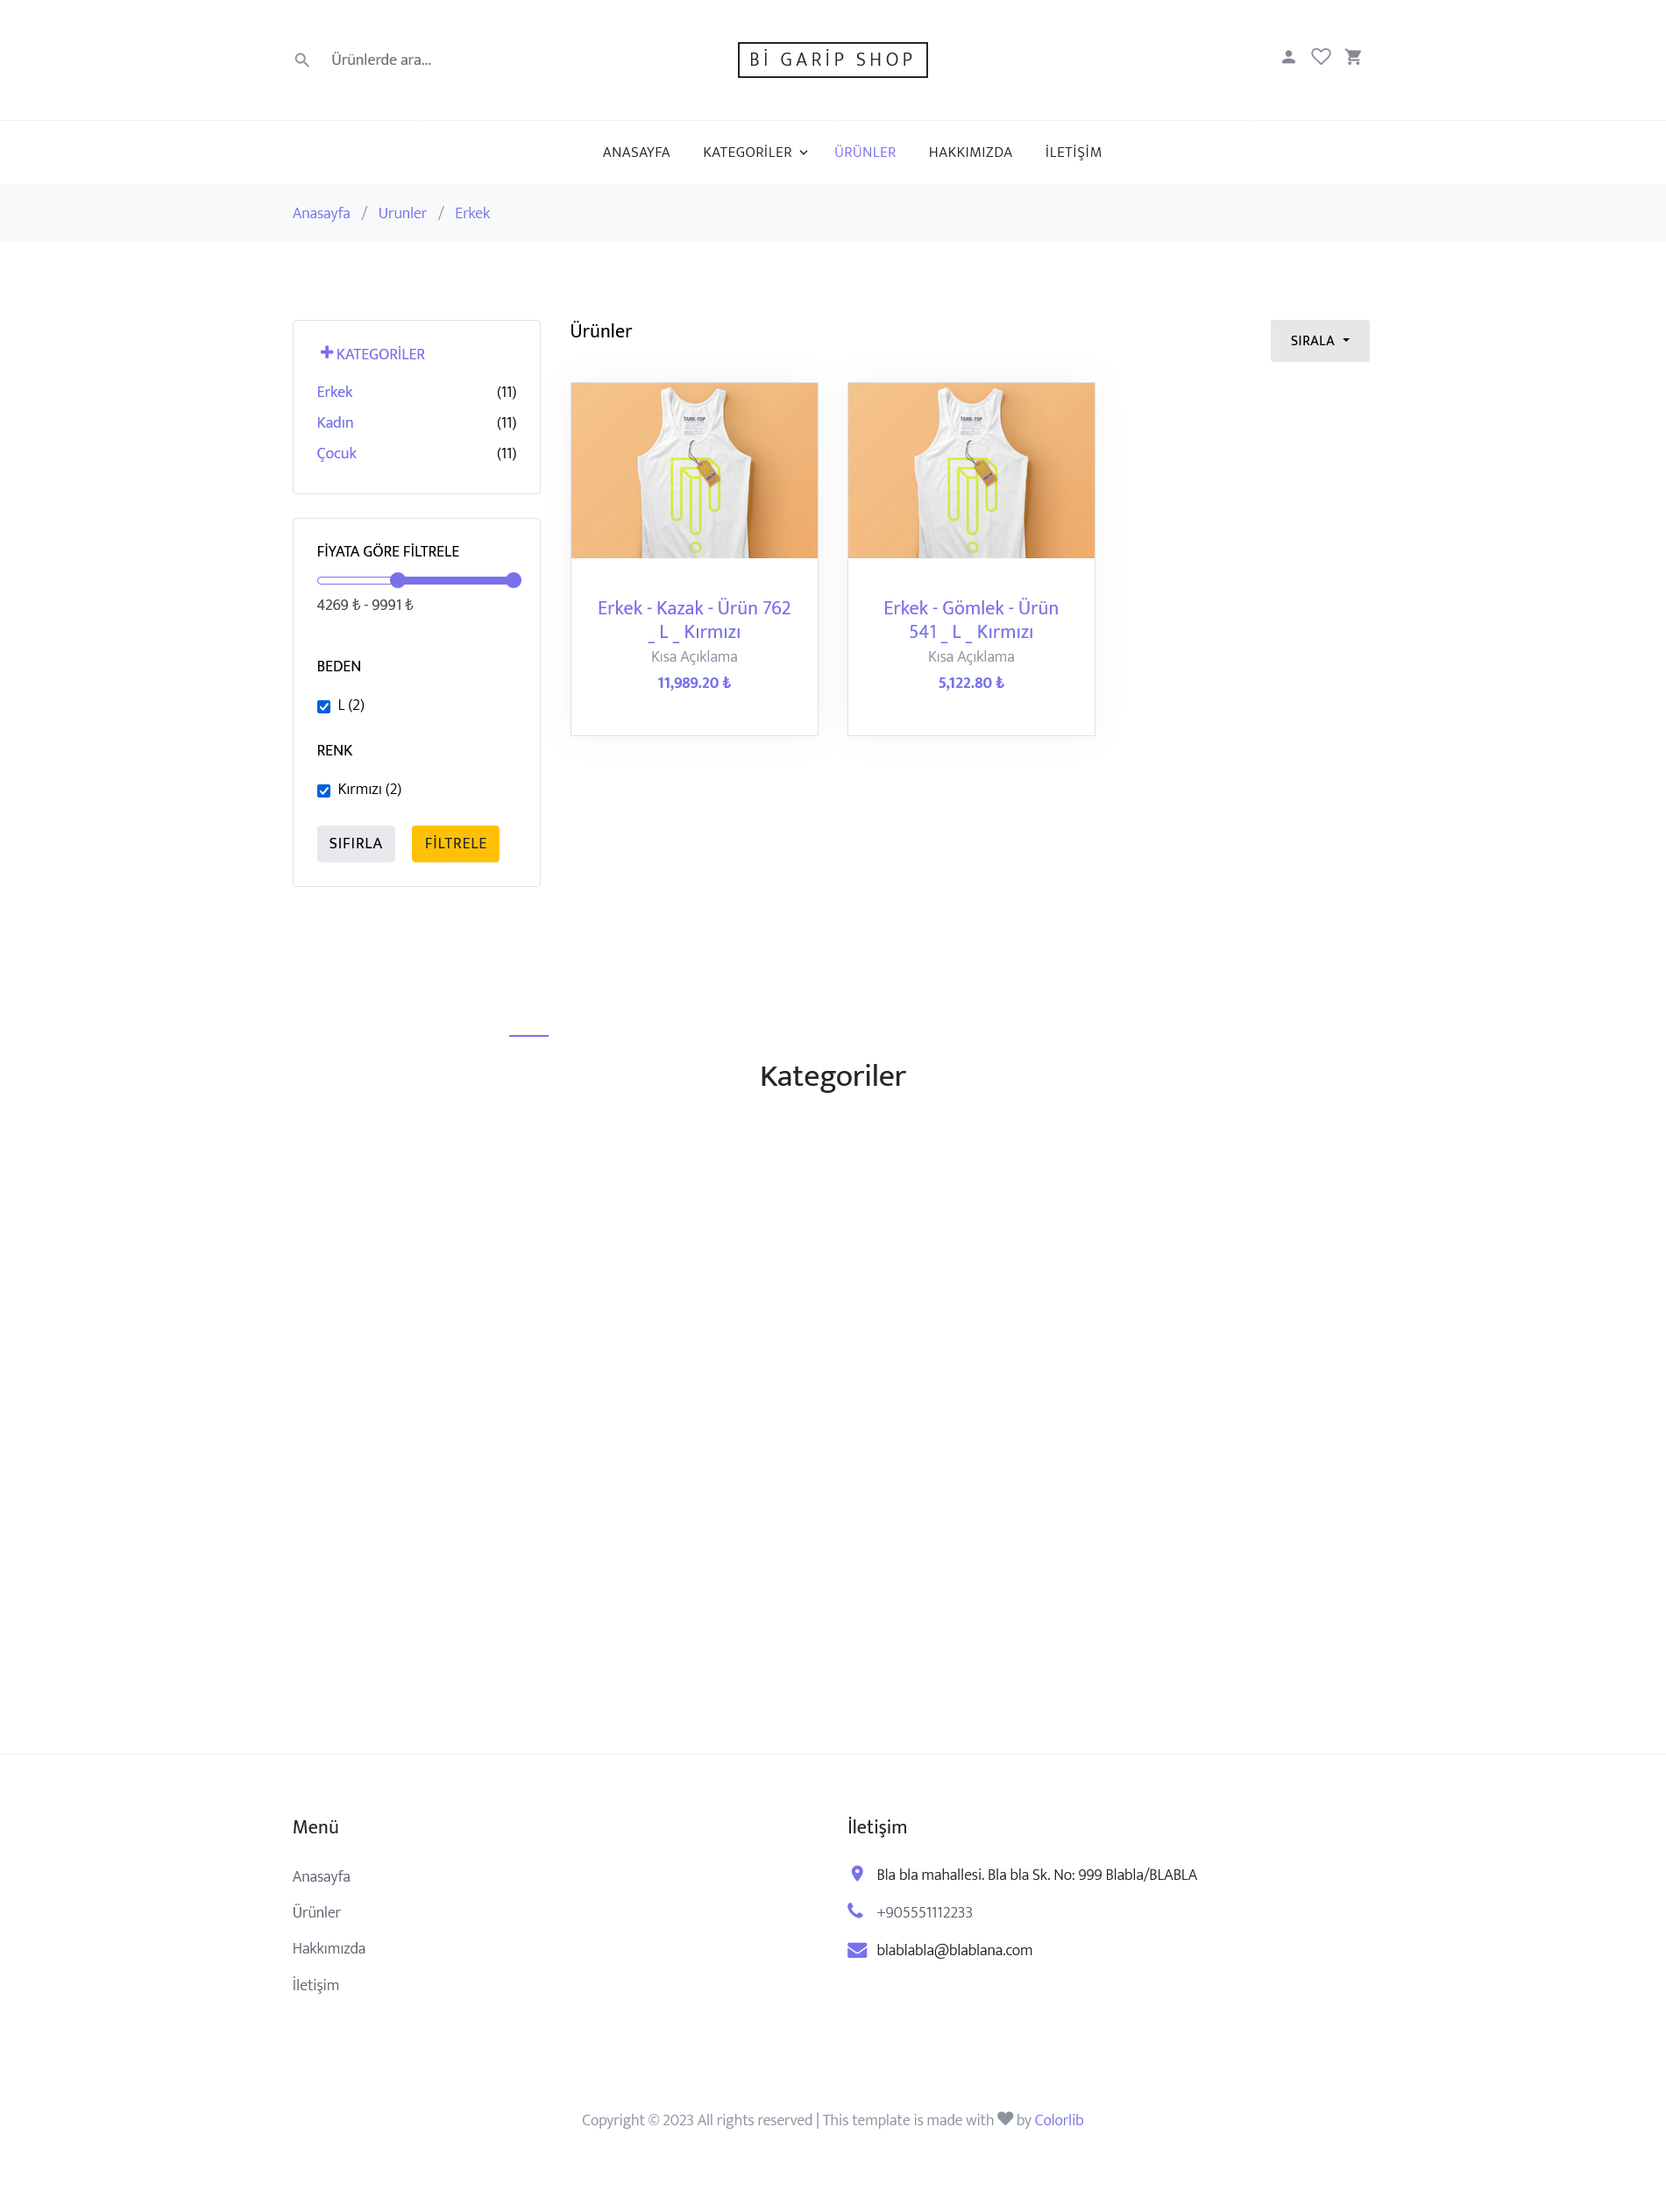 Ürünlerde ara...
Bİ GARİP SHOP
ANASAYFA
KATEGORİLER
ÜRÜNLER
HAKKIMIZDA
İLETİŞİM
Anasayfa / Urunler / Erkek
KATEGORİLER
Erkek (11)
Kadın (11)
Çocuk (11)
FİYATA GÖRE FİLTRELE
4269 ₺ - 9991 ₺
BEDEN
L (2)
RENK
Kırmızı (2)
SIFIRLA
FİLTRELE
Ürünler
SIRALA
TANK-TOP
Erkek - Kazak - Ürün 762
_ L _ Kırmızı
Kısa Açıklama
11,989.20 ₺
TANK-TOP
Erkek - Gömlek - Ürün
541 _ L _ Kırmızı
Kısa Açıklama
5,122.80 ₺
Kategoriler
Menü
Anasayfa
Ürünler
Hakkımızda
İletişim
İletişim
Bla bla mahallesi. Bla bla Sk. No: 999 Blabla/BLABLA
+905551112233
blablabla@blablana.com
Copyright © 2023 All rights reserved | This template is made with by Colorlib